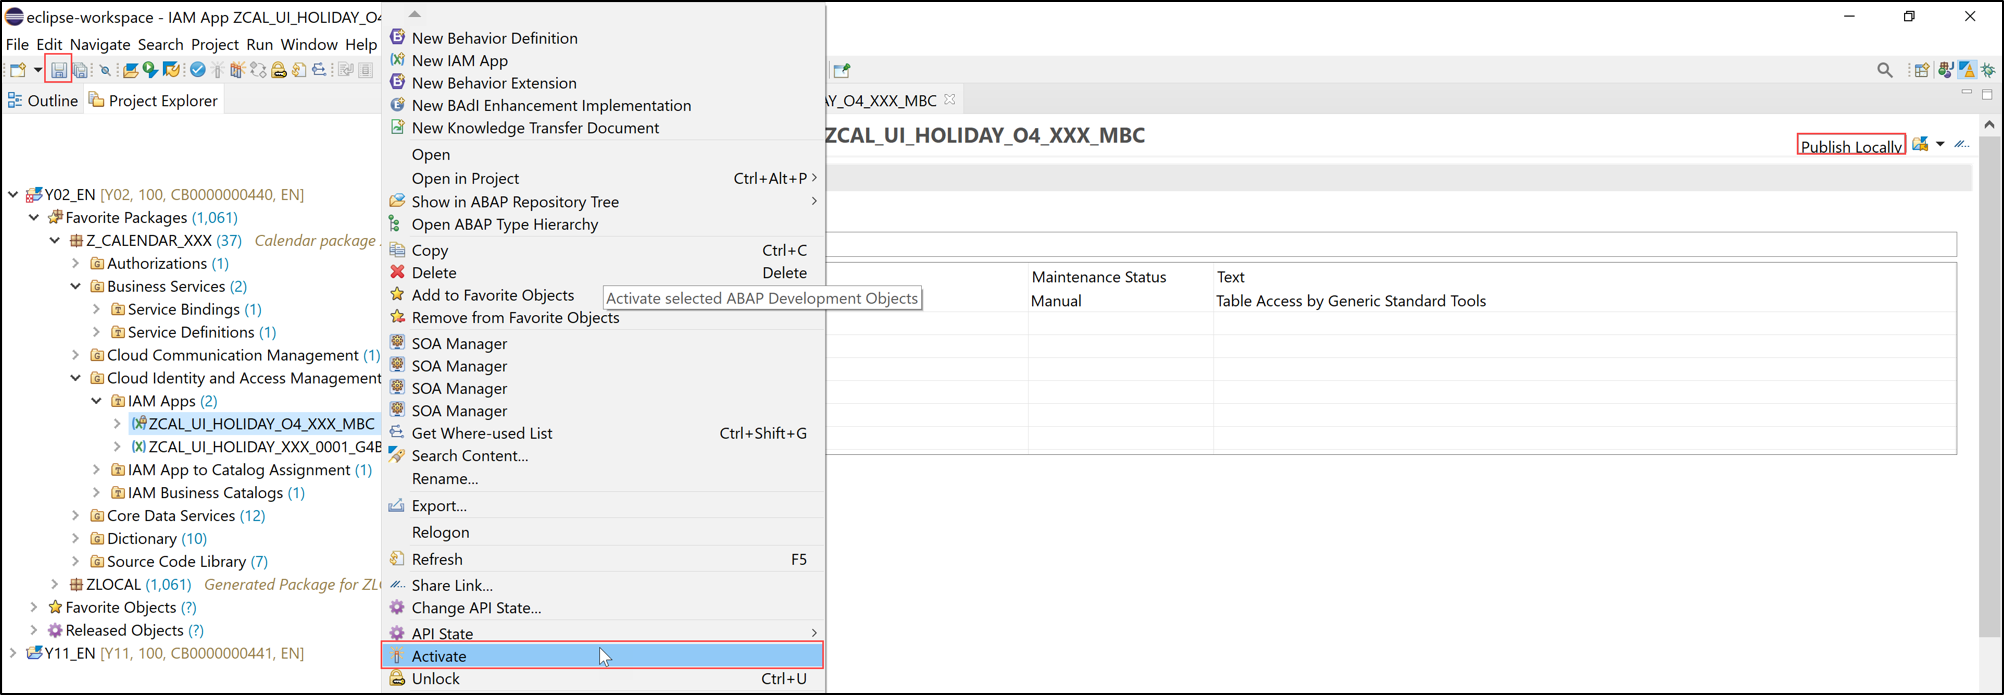 eclipse-workspace - IAM App ZCAL_UI_HOLIDAY_O4
File Edit Navigate Search Project Run Window Help
Outline
Project Explorer
Y02_EN [Y02, 100, CB0000000440, EN]
Favorite Packages (1,061)
Z_CALENDAR_XXX (37) Calendar package
Authorizations (1)
Business Services (2)
Service Bindings (1)
Service Definitions (1)
Cloud Communication Management (1)
Cloud Identity and Access Management
IAM Apps (2)
ZCAL_UI_HOLIDAY_O4_XXX_MBC
ZCAL_UI_HOLIDAY_XXX_0001_G4B
IAM App to Catalog Assignment (1)
IAM Business Catalogs (1)
Core Data Services (12)
Dictionary (10)
Source Code Library (7)
ZLOCAL (1,061) Generated Package for ZLO
Favorite Objects (?)
Released Objects (?)
Y11_EN [Y11, 100, CB0000000441, EN]
New Behavior Definition
New IAM App
New Behavior Extension
New BAdI Enhancement Implementation
New Knowledge Transfer Document
Open
Open in Project Ctrl+Alt+P
Show in ABAP Repository Tree
Open ABAP Type Hierarchy
Copy Ctrl+C
Delete Delete
Add to Favorite Objects
Activate selected ABAP Development Objects
Remove from Favorite Objects
SOA Manager
SOA Manager
SOA Manager
SOA Manager
Get Where-used List Ctrl+Shift+G
Search Content...
Rename...
Export...
Relogon
Refresh F5
Share Link...
Change API State...
API State
Activate
Unlock Ctrl+U
Y_O4_XXX_MBC
ZCAL_UI_HOLIDAY_O4_XXX_MBC
Publish Locally
Maintenance Status Text
Manual Table Access by Generic Standard Tools